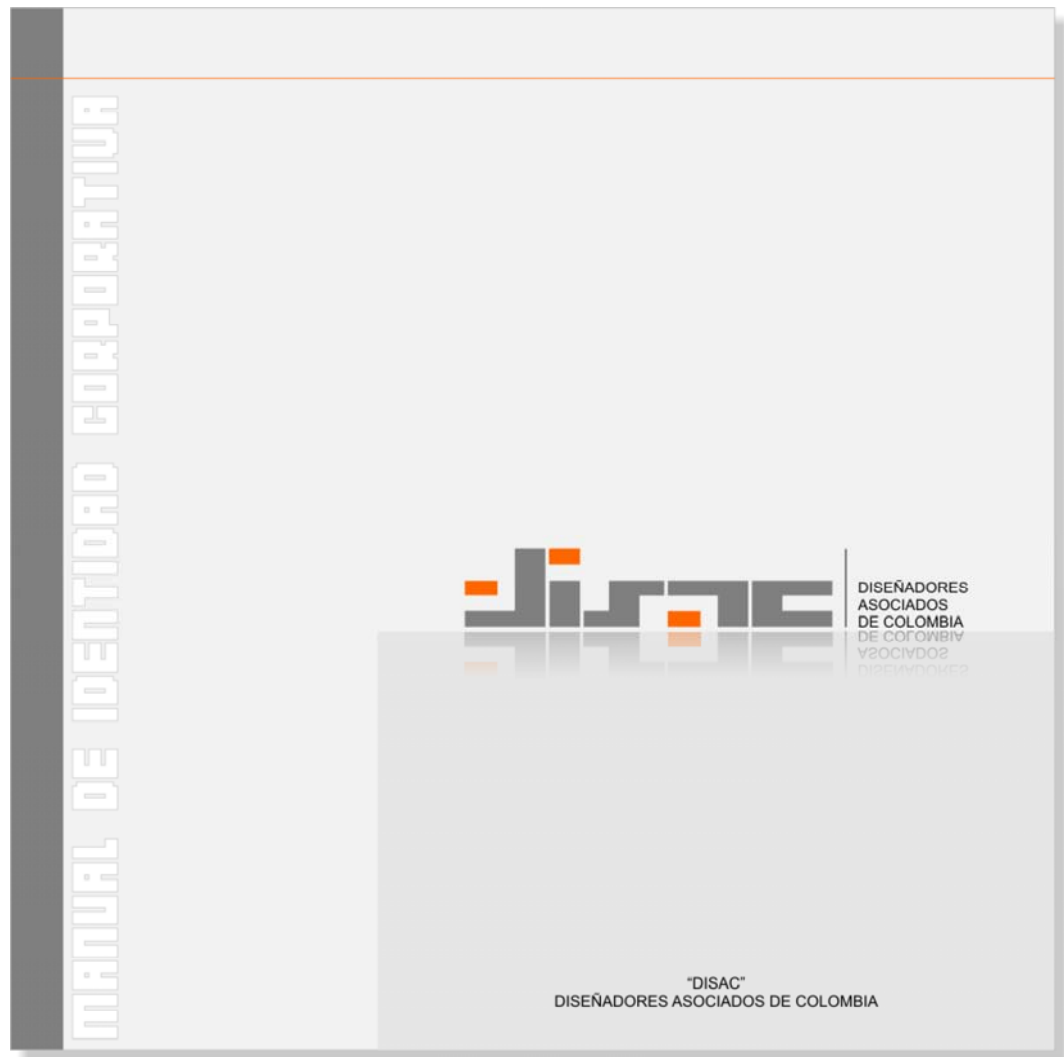 MANUAL DE IDENTIDAD CORPORATIVA
disac
DISEÑADORES
ASOCIADOS
DE COLOMBIA
“DISAC”
DISEÑADORES ASOCIADOS DE COLOMBIA